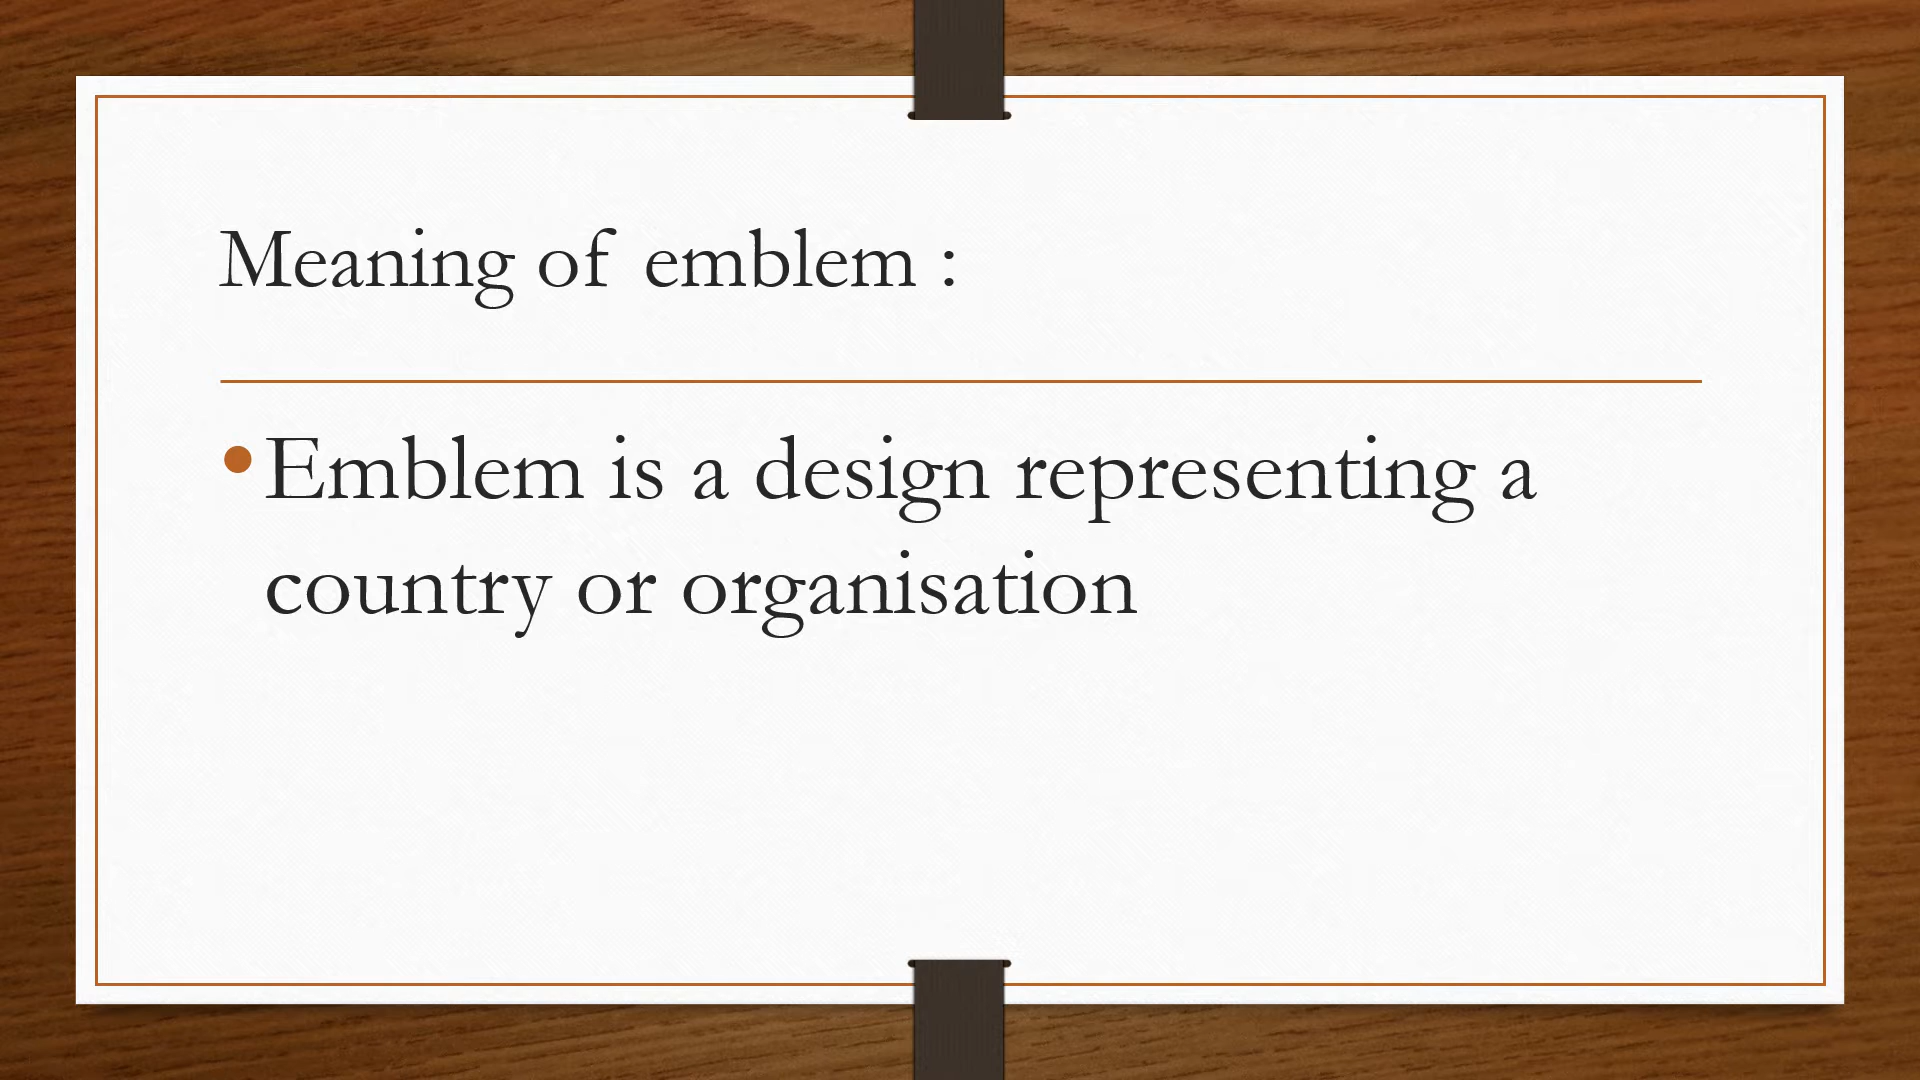 Meaning of emblem :
•Emblem is a design representing a
country or organisation